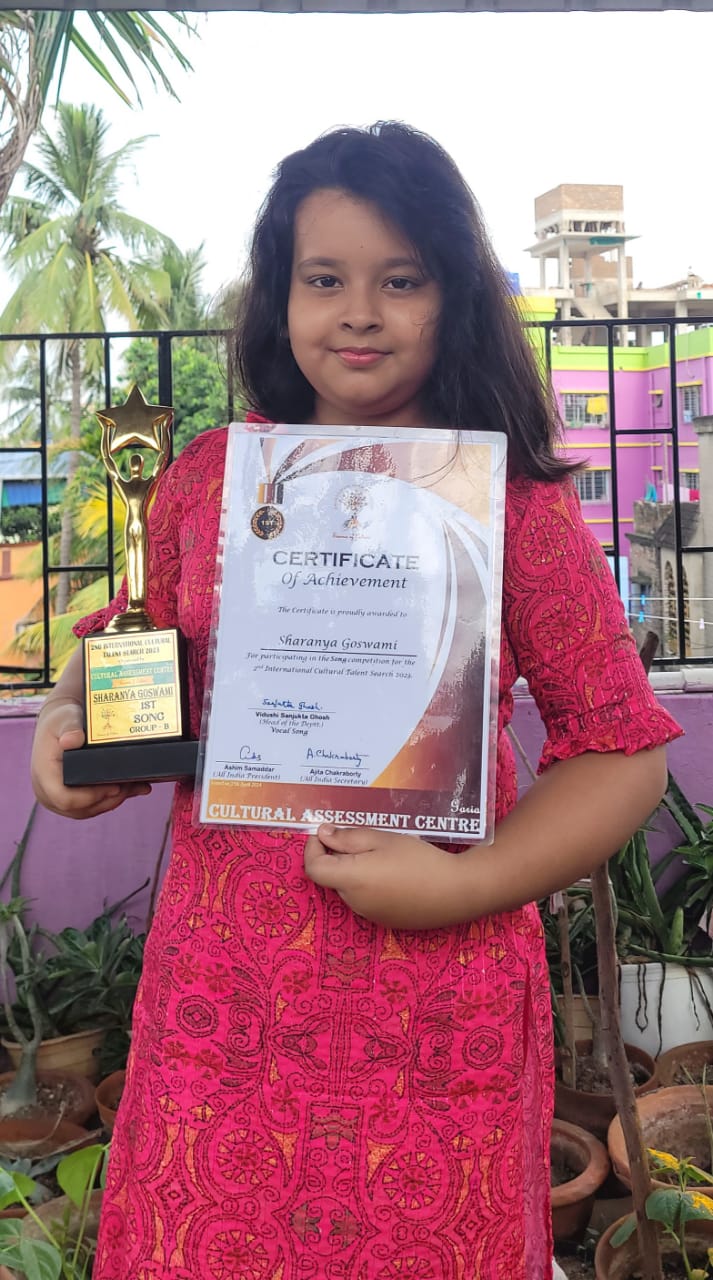 2ND INTERNATIONAL CULTURAL
TALENT SEARCH 2023
CULTURAL ASSESSMENT CENTRE
SHARANYA GOSWAMI
1ST
SONG
GROUP - B
1ST
CERTIFICATE
Of Achievement
The Certificate is proudly awarded to
Sharanya Goswami
For participating in the Song competition for the
2nd International Cultural Talent Search 2023.
Sanjukta Ghosh.
Vidushi Sanjukta Ghosh
(Head of the Deptt.)
Vocal Song
A. Chakraborty
Ashim Samaddar
(All India President)
Ajita Chakraborty
(All India Secretary)
Garia
CULTURAL ASSESSMENT CENTRE